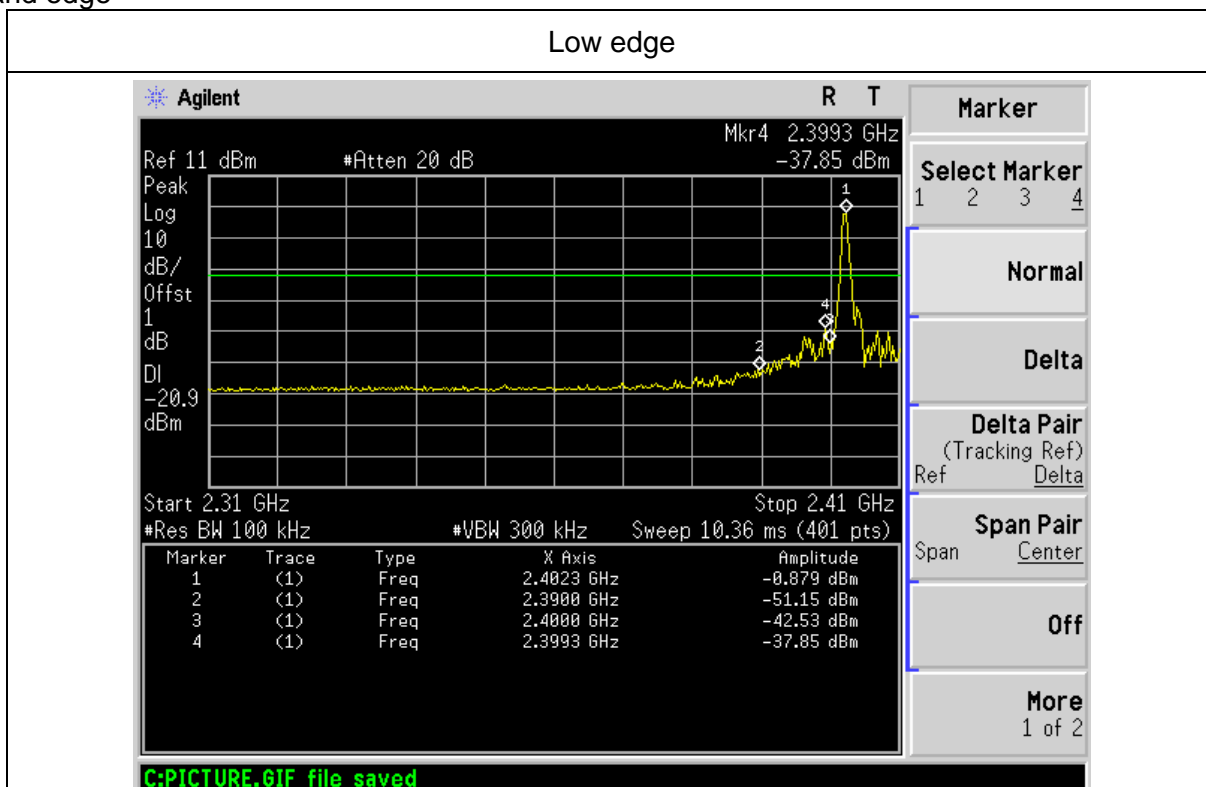 Low edge
Agilent R T
Mkr4 2.3993 GHz
Ref 11 dBm #Atten 20 dB -37.85 dBm
Peak
Log
10
dB/
Offst
1
dB
DI
-20.9
dBm
1
4
2
Start 2.31 GHz Stop 2.41 GHz
#Res BW 100 kHz #VBW 300 kHz Sweep 10.36 ms (401 pts)
Marker Trace Type X Axis Amplitude
1 (1) Freq 2.4023 GHz -0.879 dBm
2 (1) Freq 2.3900 GHz -51.15 dBm
3 (1) Freq 2.4000 GHz -42.53 dBm
4 (1) Freq 2.3993 GHz -37.85 dBm
C:PICTURE.GIF file saved
Marker
Select Marker
1 2 3 4
Normal
Delta
Delta Pair
(Tracking Ref)
Ref Delta
Span Pair
Span Center
Off
More
1 of 2